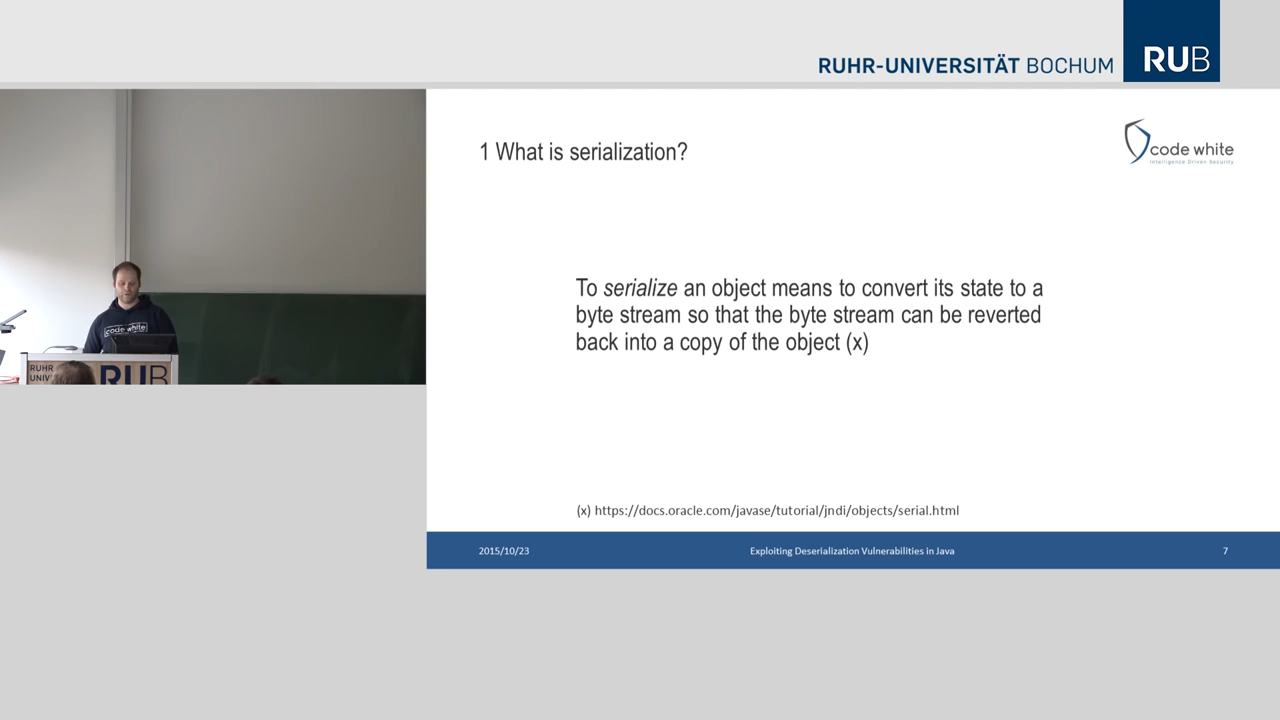 RUHR-UNIVERSITÄT BOCHUM
RUB
1 What is serialization?
code white
Intelligence Driven Security
To serialize an object means to convert its state to a
byte stream so that the byte stream can be reverted
back into a copy of the object (x)
(x) https://docs.oracle.com/javase/tutorial/jndi/objects/serial.html
2015/10/23
Exploiting Deserialization Vulnerabilities in Java
7
code white
RUHR
UNIV
RUB